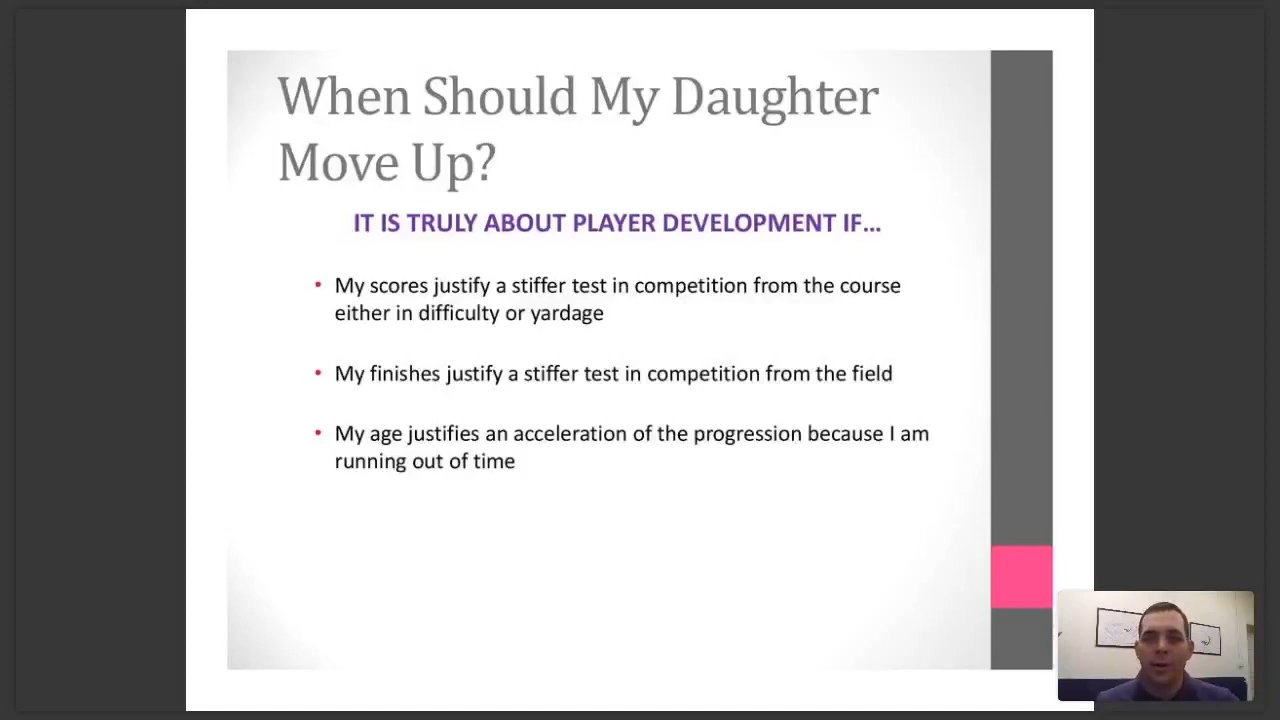 When Should My Daughter
Move Up?
IT IS TRULY ABOUT PLAYER DEVELOPMENT IF...
• My scores justify a stiffer test in competition from the course
either in difficulty or yardage
• My finishes justify a stiffer test in competition from the field
• My age justifies an acceleration of the progression because I am
running out of time